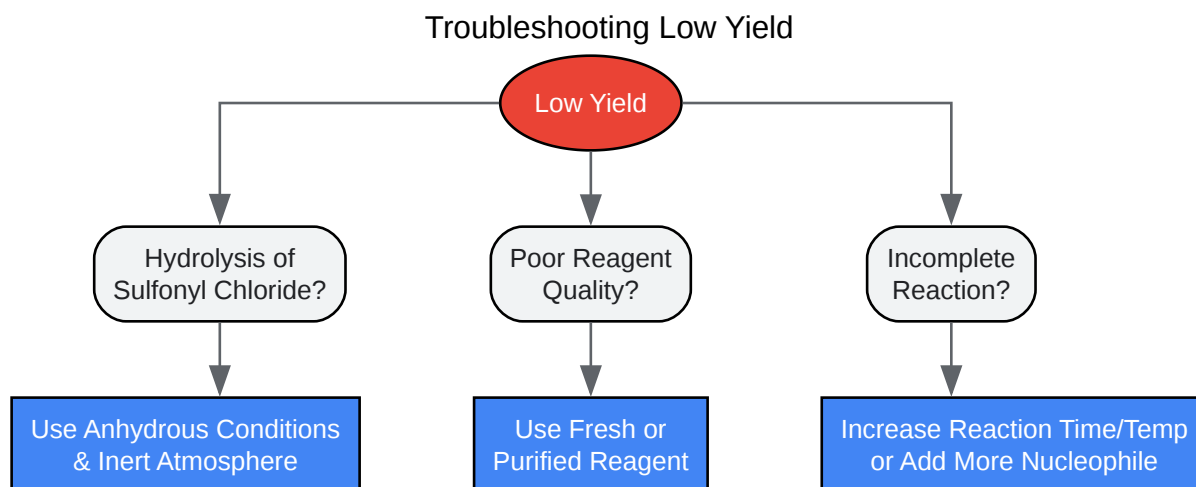 Troubleshooting Low Yield
Low Yield
Hydrolysis of
Sulfonyl Chloride?
Poor Reagent
Quality?
Incomplete
Reaction?
Use Anhydrous Conditions
& Inert Atmosphere
Use Fresh or
Purified Reagent
Increase Reaction Time/Temp
or Add More Nucleophile